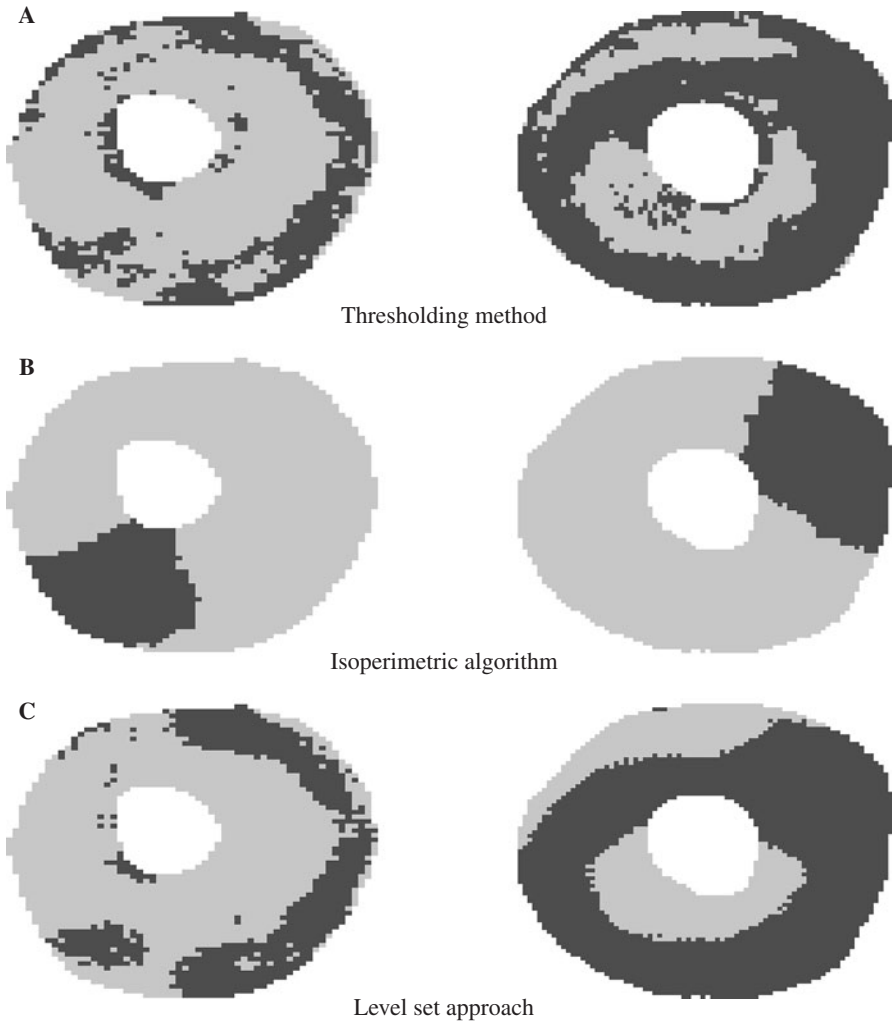 A
Thresholding method
B
Isoperimetric algorithm
C
Level set approach